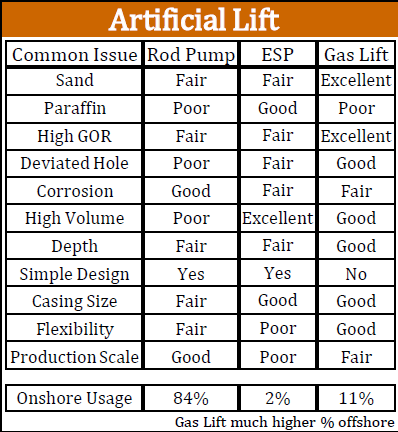 Artificial Lift
Common Issue Rod Pump ESP Gas Lift
Sand Fair Fair Excellent
Paraffin Poor Good Poor
High GOR Fair Fair Excellent
Deviated Hole Poor Fair Good
Corrosion Good Fair Fair
High Volume Poor Excellent Good
Depth Fair Fair Good
Simple Design Yes Yes No
Casing Size Fair Good Good
Flexibility Fair Poor Good
Production Scale Good Poor Fair
Onshore Usage 84% 2% 11%
Gas Lift much higher % offshore